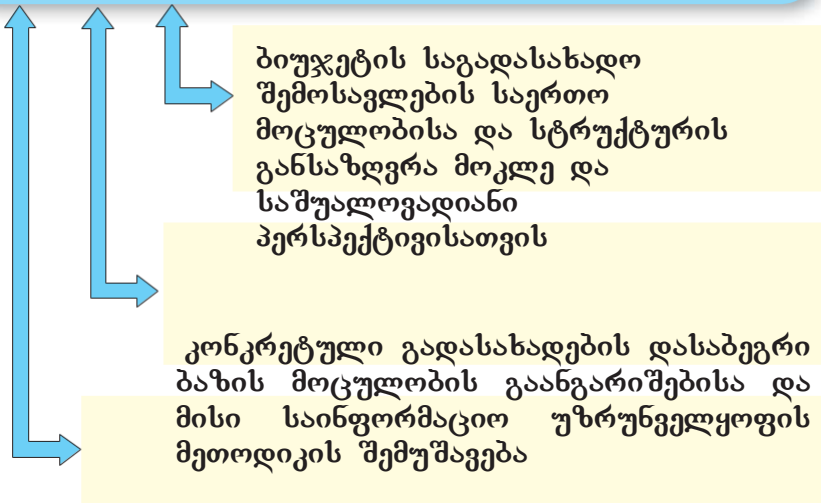 ბიუჯეტის საგადასახადო
შემოსავლების საერთო
მოცულობისა და სტრუქტურის
განსაზღვრა მოკლე და
საშუალოვადიანი
პერსპექტივისათვის
კონკრეტული გადასახადების დასაბეგრი
ბაზის მოცულობის გაანგარიშებისა და
მისი საინფორმაციო უზრუნველყოფის
მეთოდიკის შემუშავება